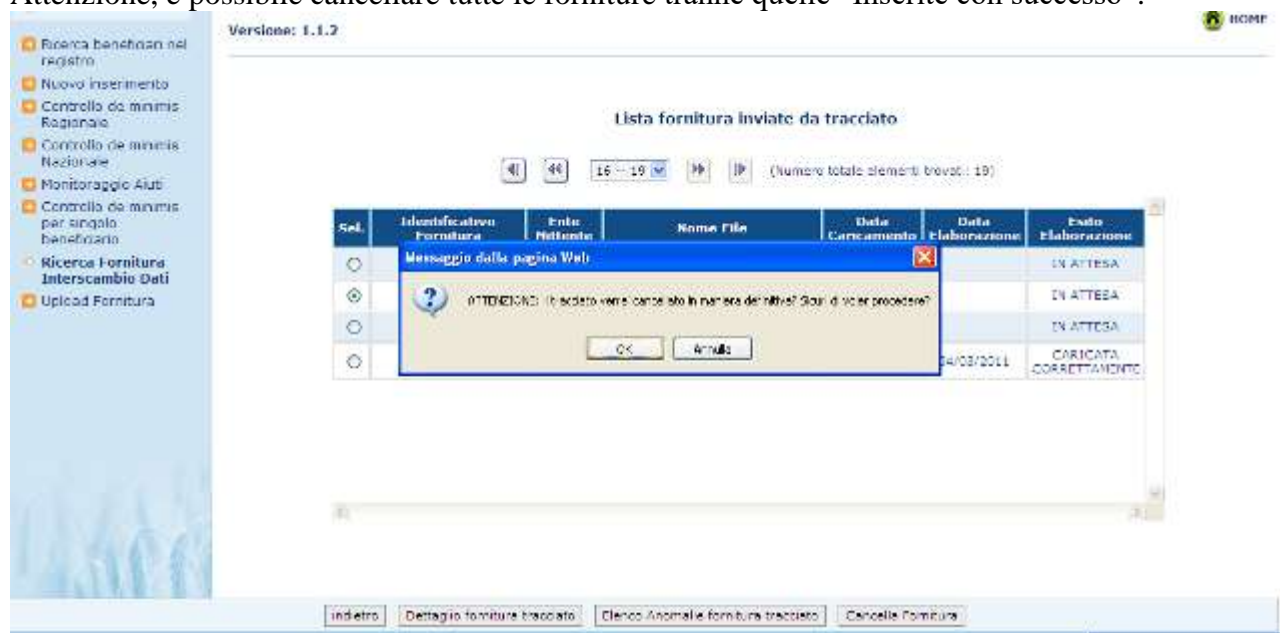 Attenzione, è possibile cancellare tutte le forniture tranne quelle "Inserite con successo".
Versione: 1.1.2
HOME
Ricerca beneficiari nel
registro
Nuovo inserimento
Controllo de minimis
Regionale
Controllo de minimis
Nazionale
Monitoraggio Aiuti
Controllo de minimis
per singolo
beneficiario
Ricerca Fornitura
Interscambio Dati
Upload Fornitura
Lista fornitura inviate da tracciato
16 -- 19
(Numero totale elementi trovati: 19)
Sel. Identificativo Fornitura Ente Mittente Nome File Data Caricamento Data Elaborazione Esito Elaborazione
IN ATTESA
IN ATTESA
IN ATTESA
04/03/2011 CARICATA CORRETTAMENTE
Messaggio dalla pagina Web
ATTENZIONE: Il tracciato verra' cancellato in maniera definitiva! Sicuri di voler procedere?
OK Annulla
indietro Dettaglio forniture tracciato Elenco Anomalie fornitura tracciato Cancella Fornitura